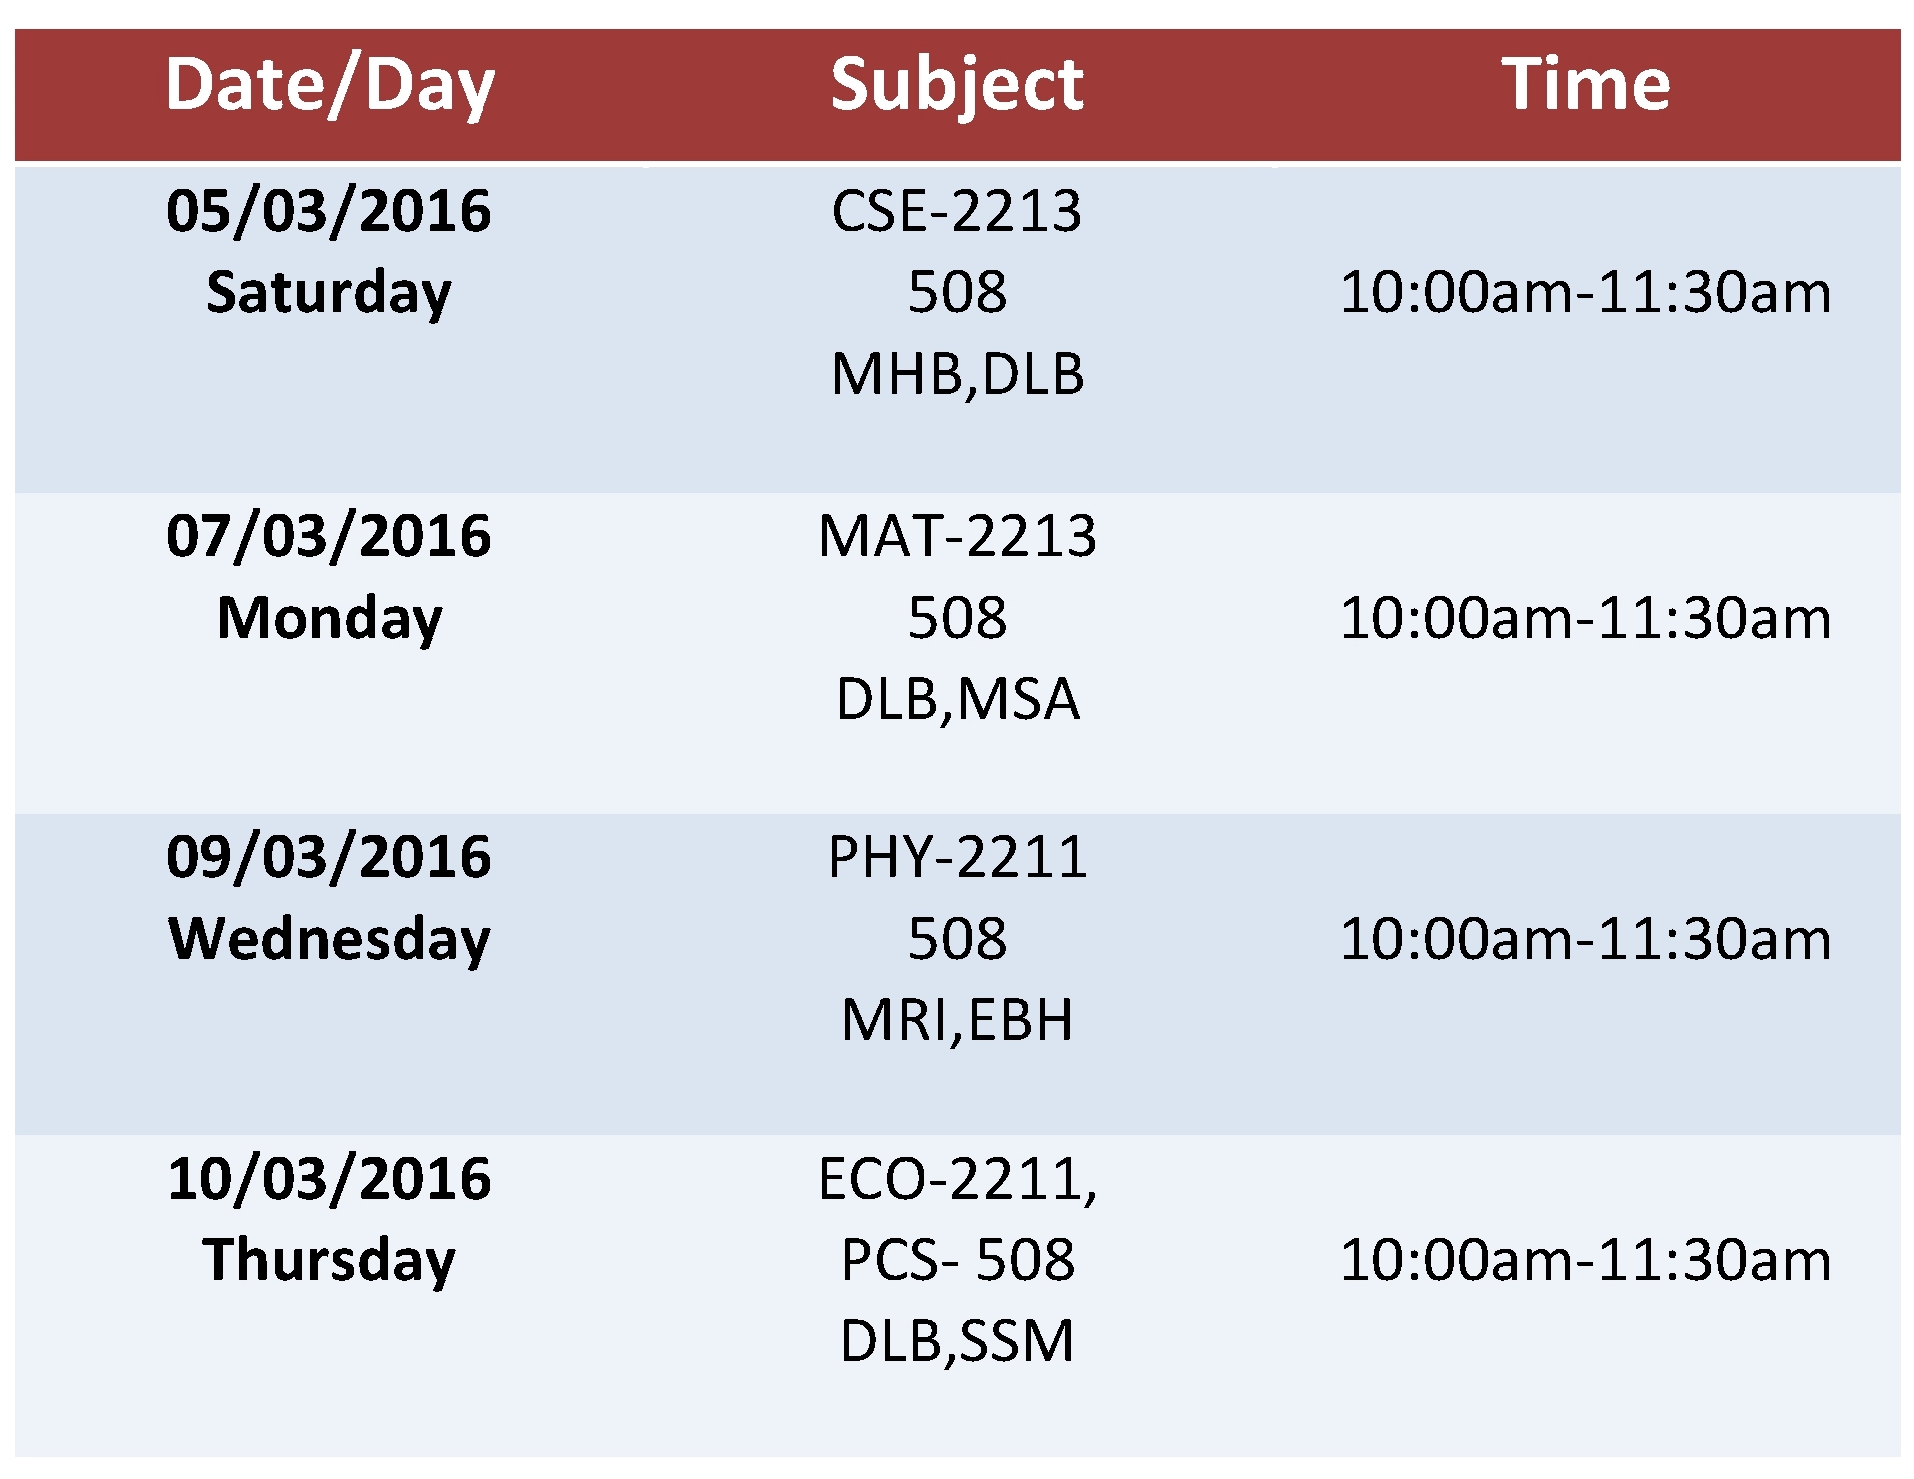 Date/Day Subject Time
05/03/2016
Saturday
CSE-2213
508
MHB,DLB
10:00am-11:30am
07/03/2016
Monday
MAT-2213
508
DLB,MSA
10:00am-11:30am
09/03/2016
Wednesday
PHY-2211
508
MRI,EBH
10:00am-11:30am
10/03/2016
Thursday
ECO-2211,
PCS- 508
DLB,SSM
10:00am-11:30am